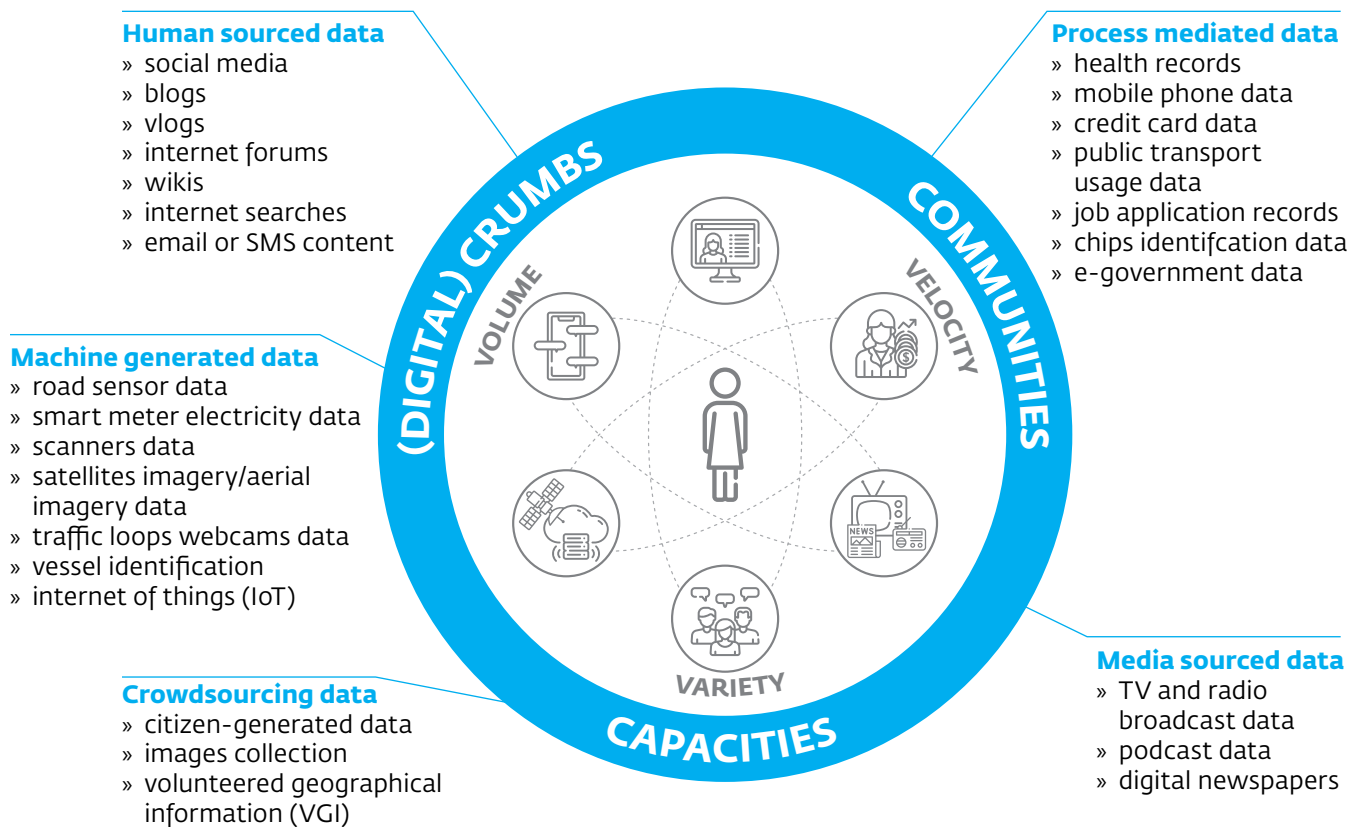 Human sourced data
» social media
» blogs
» vlogs
» internet forums
» wikis
» internet searches
» email or SMS content
Process mediated data
» health records
» mobile phone data
» credit card data
» public transport
usage data
» job application records
» chips identifcation data
» e-government data
Machine generated data
» road sensor data
» smart meter electricity data
» scanners data
» satellites imagery/aerial
imagery data
» traffic loops webcams data
» vessel identification
» internet of things (IoT)
(DIGITAL) CRUMBS
COMMUNITIES
CAPACITIES
VOLUME
VELOCITY
VARIETY
$
NEWS
Crowdsourcing data
» citizen-generated data
» images collection
» volunteered geographical
information (VGI)
Media sourced data
» TV and radio
broadcast data
» podcast data
» digital newspapers